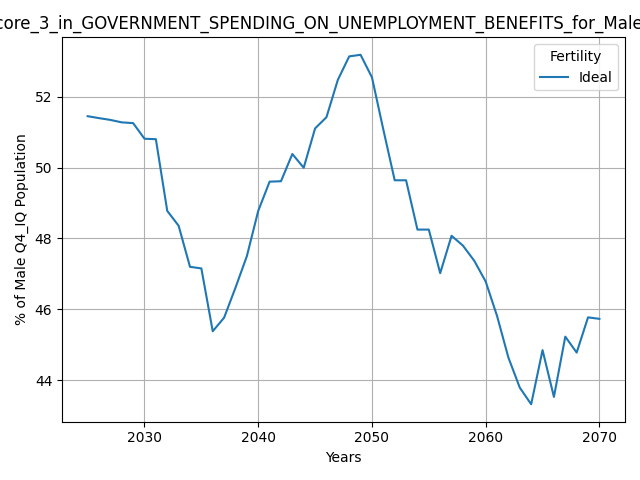 core_3_in_GOVERNMENT_SPENDING_ON_UNEMPLOYMENT_BENEFITS_for_Male
Fertility
Ideal
% of Male Q4_IQ Population
52
50
48
46
44
2030 2040 2050 2060 2070
Years